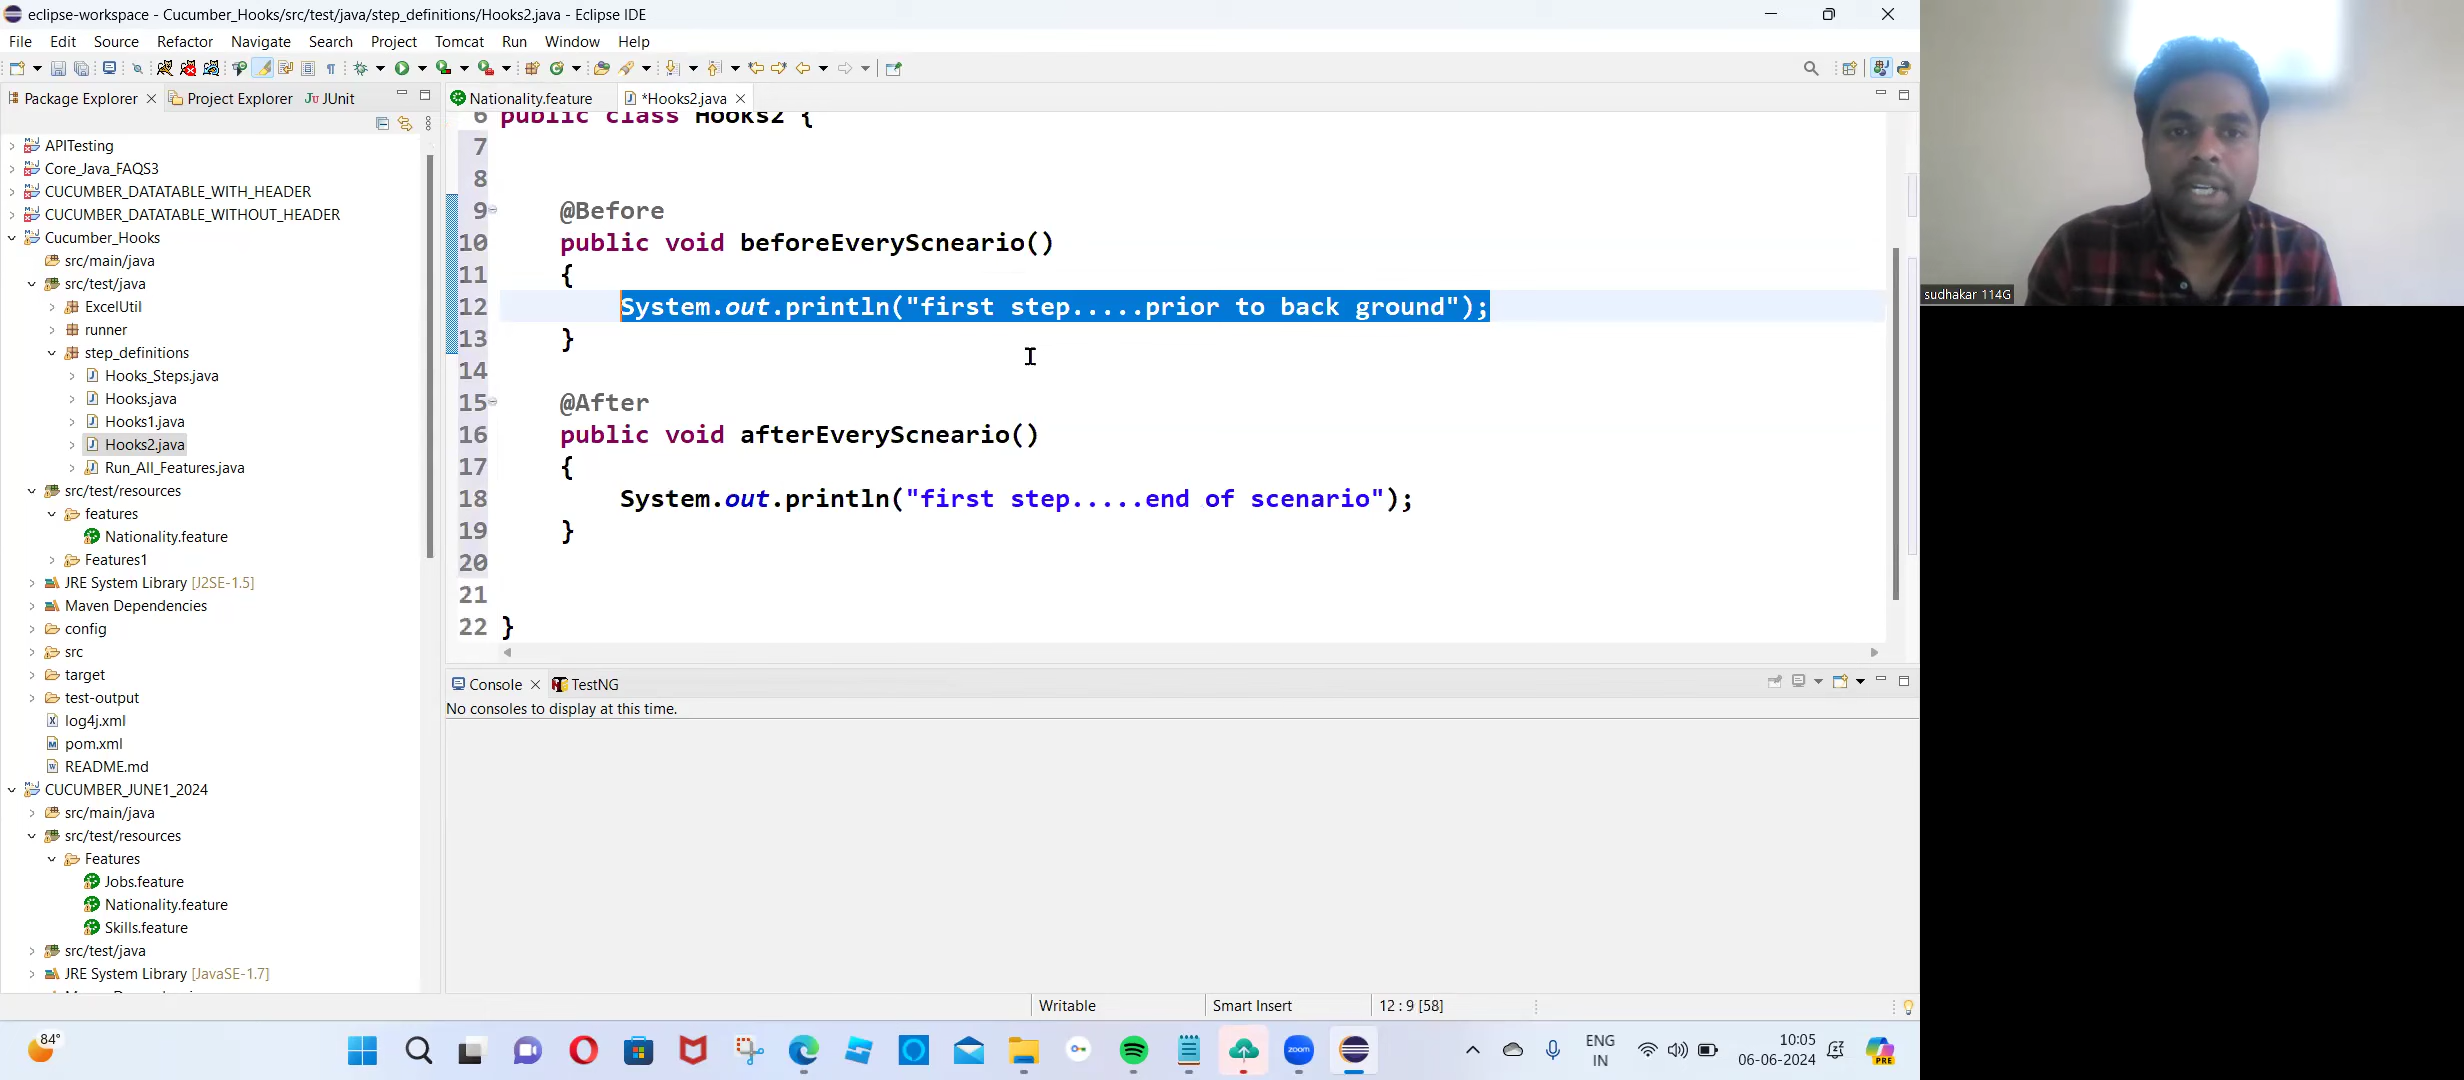 eclipse-workspace - Cucumber_Hooks/src/test/java/step_definitions/Hooks2.java - Eclipse IDE
File Edit Source Refactor Navigate Search Project Tomcat Run Window Help
Package Explorer Project Explorer JUnit
Nationality.feature *Hooks2.java
APITesting
Core_Java_FAQS3
CUCUMBER_DATATABLE_WITH_HEADER
CUCUMBER_DATATABLE_WITHOUT_HEADER
Cucumber_Hooks
src/main/java
src/test/java
ExcelUtil
runner
step_definitions
Hooks_Steps.java
Hooks.java
Hooks1.java
Hooks2.java
Run_All_Features.java
src/test/resources
features
Nationality.feature
Features1
JRE System Library [J2SE-1.5]
Maven Dependencies
config
src
target
test-output
log4j.xml
pom.xml
README.md
CUCUMBER_JUNE1_2024
src/main/java
src/test/resources
Features
Jobs.feature
Nationality.feature
Skills.feature
src/test/java
JRE System Library [JavaSE-1.7]
6 public class Hooks2 {
7
8
9 @Before
10 public void beforeEveryScneario()
11 {
12 System.out.println("first step.....prior to back ground");
13 }
14
15 @After
16 public void afterEveryScneario()
17 {
18 System.out.println("first step.....end of scenario");
19 }
20
21
22 }
Console TestNG
No consoles to display at this time.
Writable Smart Insert 12 : 9 [58]
sudhakar 114G
84°
zoom
ENG
IN
10:05
06-06-2024
PRE